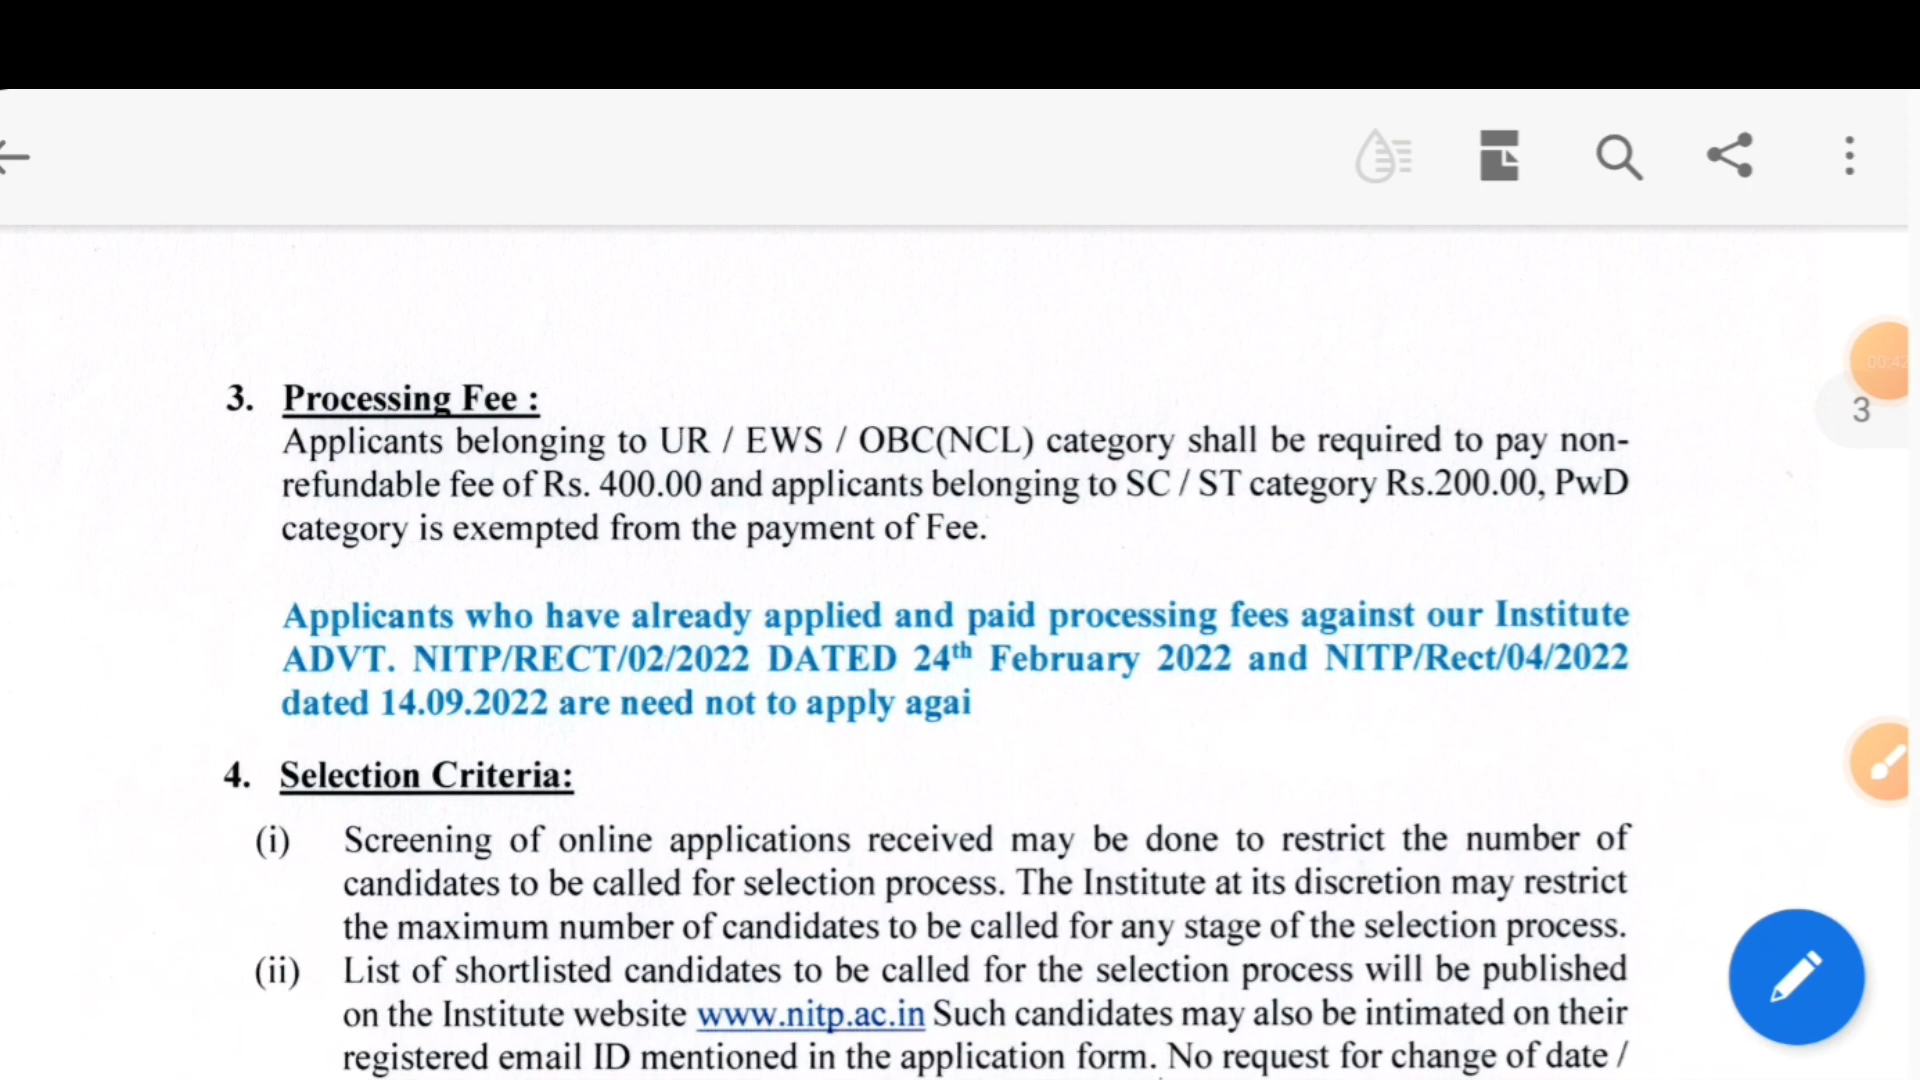 00:42
3
3. Processing Fee :
Applicants belonging to UR / EWS / OBC(NCL) category shall be required to pay non-
refundable fee of Rs. 400.00 and applicants belonging to SC / ST category Rs.200.00, PwD
category is exempted from the payment of Fee.
Applicants who have already applied and paid processing fees against our Institute
ADVT. NITP/RECT/02/2022 DATED 24th February 2022 and NITP/Rect/04/2022
dated 14.09.2022 are need not to apply agai
4. Selection Criteria:
(i) Screening of online applications received may be done to restrict the number of
candidates to be called for selection process. The Institute at its discretion may restrict
the maximum number of candidates to be called for any stage of the selection process.
(ii) List of shortlisted candidates to be called for the selection process will be published
on the Institute website www.nitp.ac.in Such candidates may also be intimated on their
registered email ID mentioned in the application form. No request for change of date /